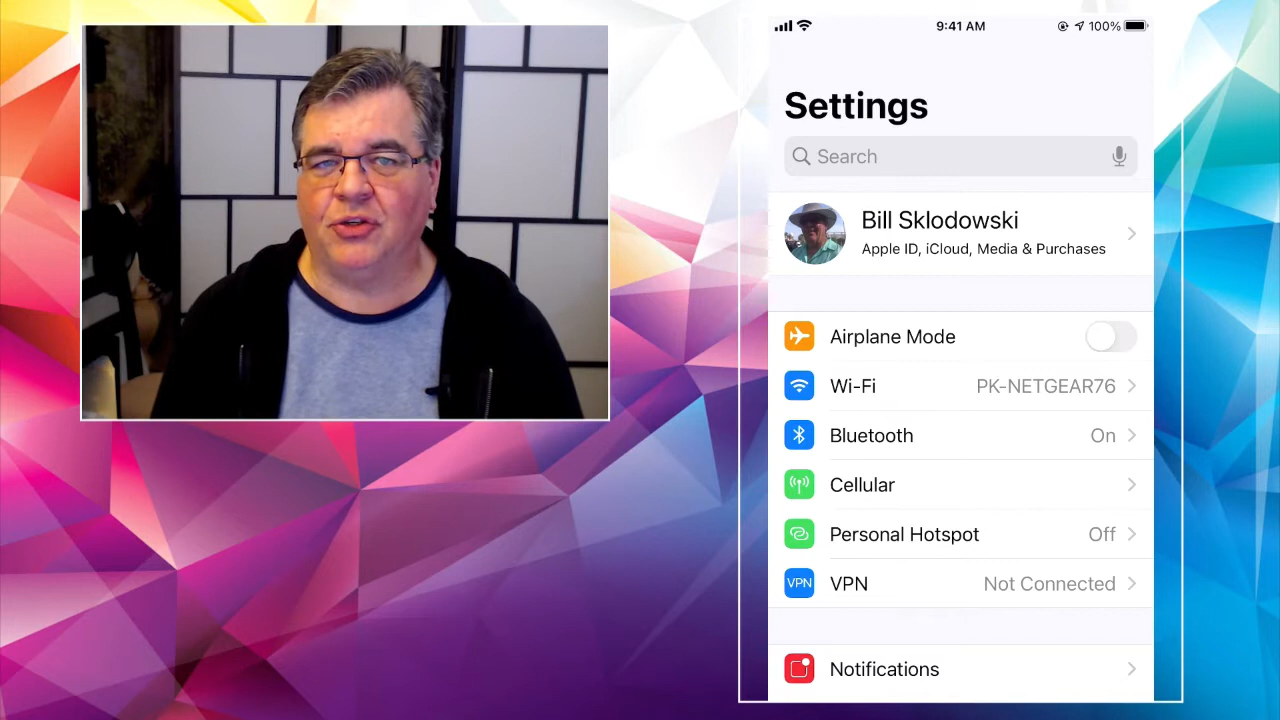 9:41 AM
100%
Settings
Search
Bill Sklodowski
Apple ID, iCloud, Media & Purchases
Airplane Mode
Wi-Fi PK-NETGEAR76
Bluetooth On
Cellular
Personal Hotspot Off
VPN VPN Not Connected
Notifications